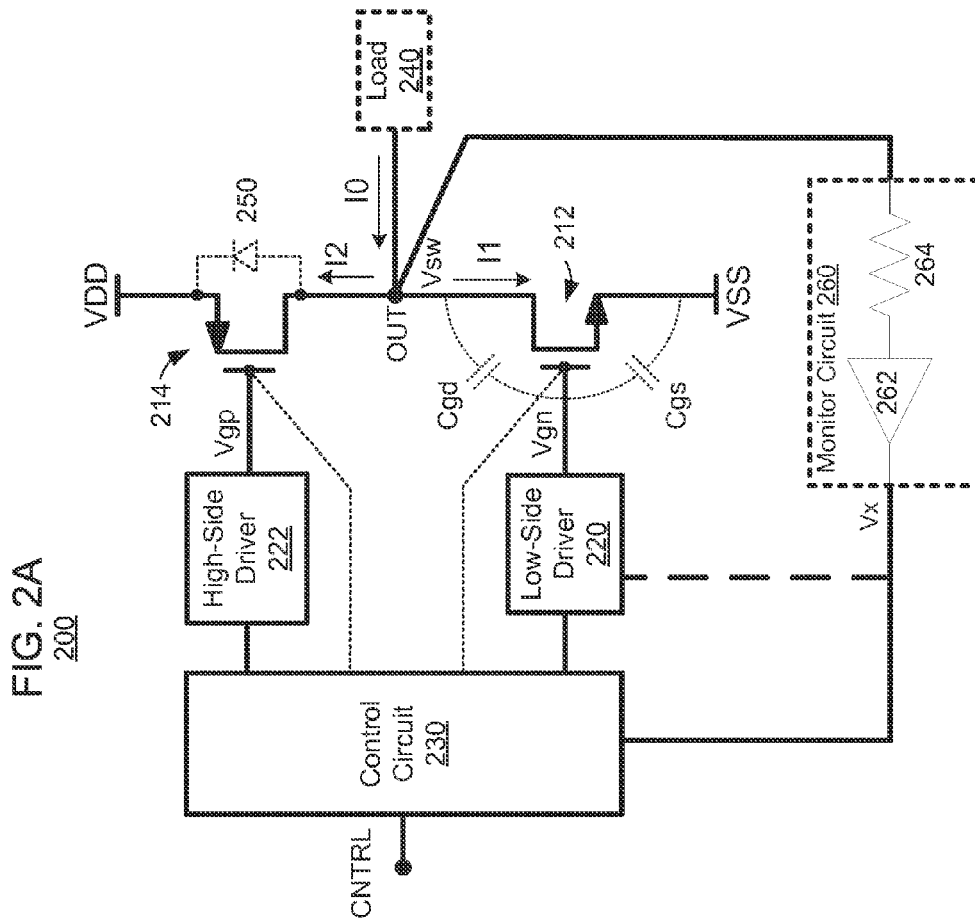 FIG. 2A
200
VDD
250
214
Vgp
High-Side
Driver
222
I2
I0
Load
240
OUT
Vsw
I1
212
Cgd
Cgs
Vgn
Low-Side
Driver
220
VSS
Control
Circuit
230
CNTRL
Monitor Circuit 260
262
264
Vx